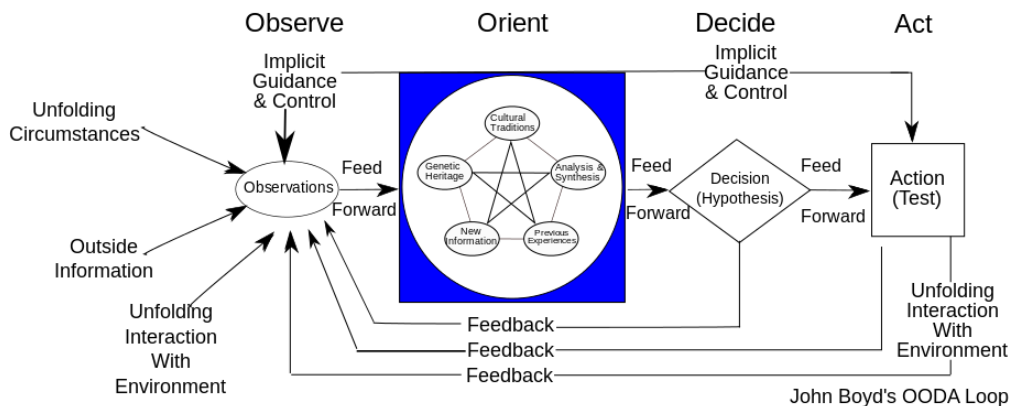 Observe
Orient
Decide
Act
Implicit
Guidance
& Control
Implicit
Guidance
& Control
Unfolding
Circumstances
Observations
Outside
Information
Unfolding
Interaction
With
Environment
Feed
Forward
Cultural
Traditions
Genetic
Heritage
Analysis &
Synthesis
New
Information
Previous
Experiences
Feed
Forward
Decision
(Hypothesis)
Feed
Forward
Action
(Test)
Unfolding
Interaction
With
Environment
Feedback
Feedback
Feedback
John Boyd's OODA Loop